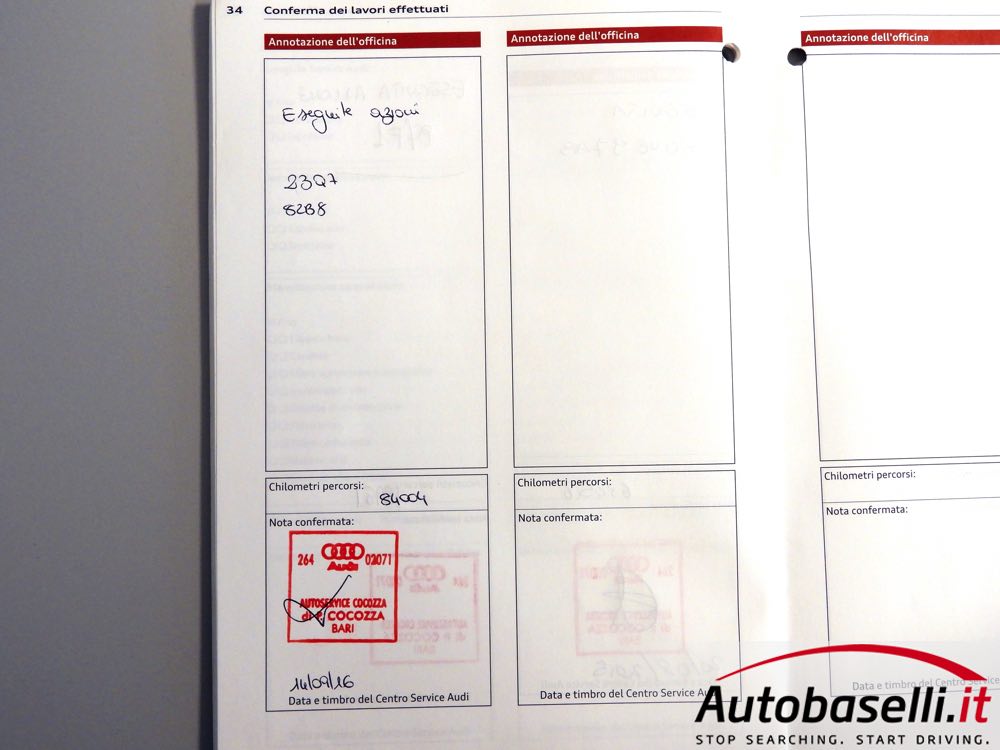 34 Conferma dei lavori effettuati
Annotazione dell'officina
Eseguite azioni
23Q7
82B8
Chilometri percorsi:
84004
Nota confermata:
264 Audi 02071
AUTOSERVICE COCOZZA
di P. COCOZZA
BARI
14/09/16
Data e timbro del Centro Service Audi
Annotazione dell'officina
Chilometri percorsi:
Nota confermata:
Data e timbro del Centro Service Au
Annotazione dell'officina
Chilometri percorsi:
Nota confermata:
Data e timbro del Centro Service
Autobaselli.it
STOP SEARCHING. START DRIVING.